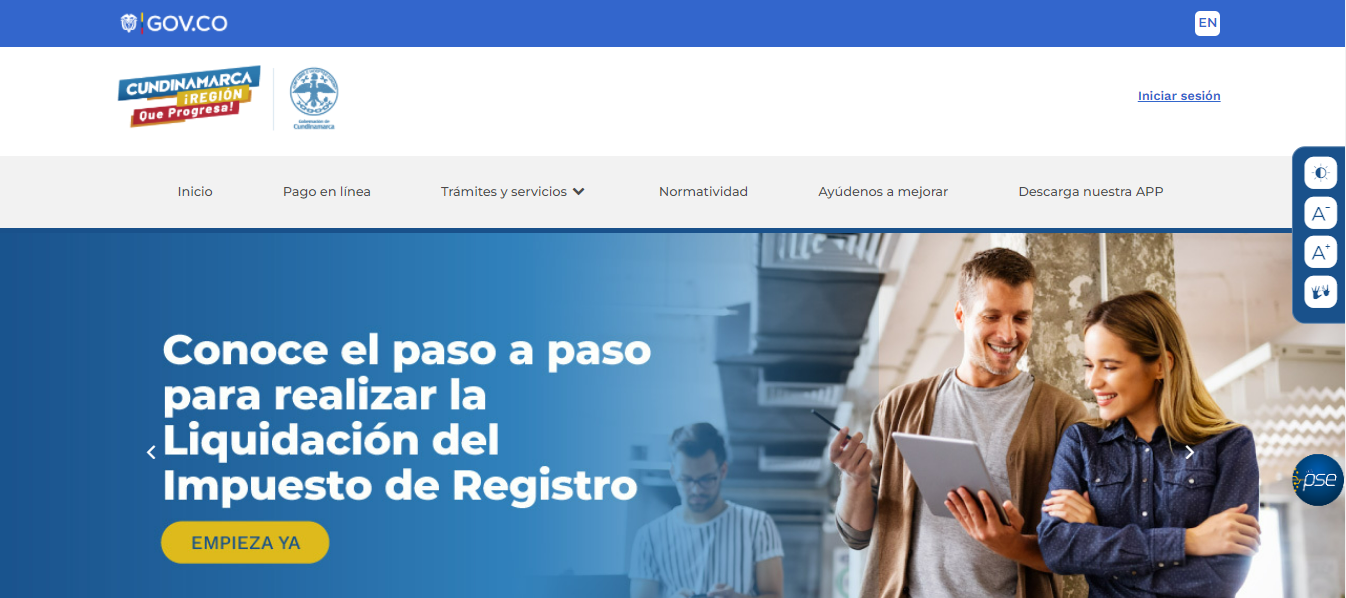 GOV.CO
EN
CUNDINAMARCA
¡REGIÓN
Que Progresa!
Gobernación de
Cundinamarca
Iniciar sesión
Inicio
Pago en línea
Trámites y servicios
Normatividad
Ayúdenos a mejorar
Descarga nuestra APP
A-
A+
Conoce el paso a paso
para realizar la
Liquidación del
Impuesto de Registro
EMPIEZA YA
pse